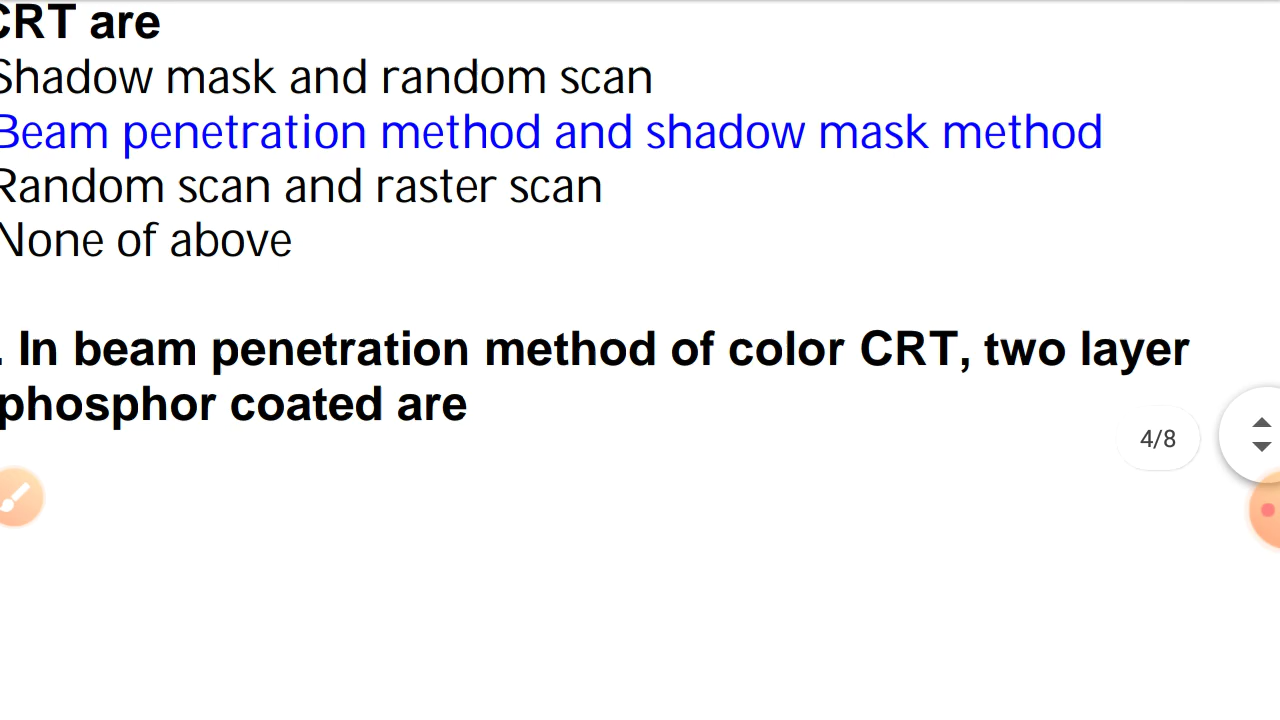 CRT are
Shadow mask and random scan
Beam penetration method and shadow mask method
Random scan and raster scan
None of above
. In beam penetration method of color CRT, two layer
phosphor coated are
4/8